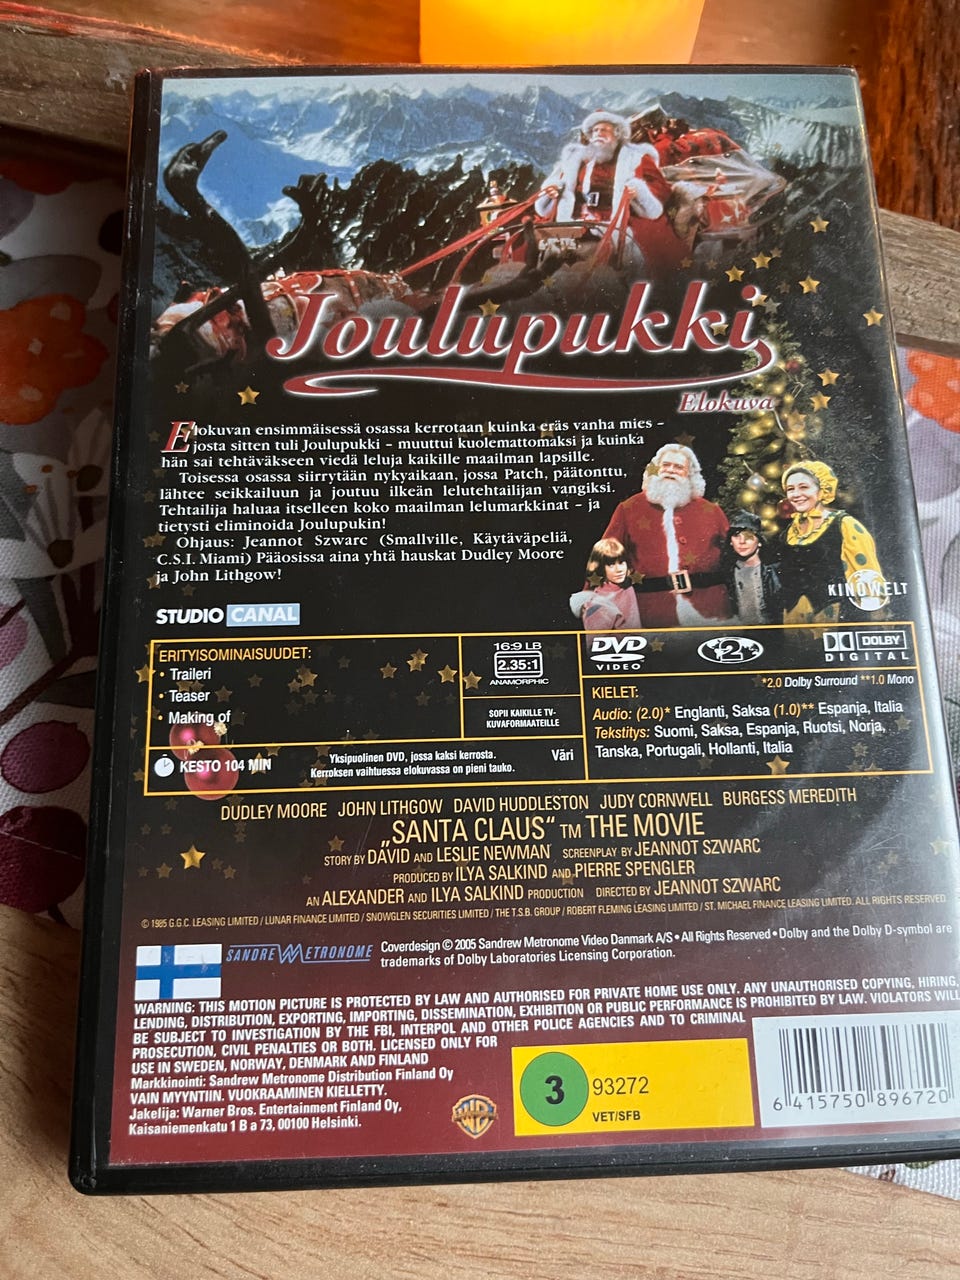 Joulupukki
Elokuva
Elokuvan ensimmäisessä osassa kerrotaan kuinka eräs vanha mies –
josta sitten tuli Joulupukki – muuttui kuolemattomaksi ja kuinka
hän sai tehtäväkseen viedä leluja kaikille maailman lapsille.
Toisessa osassa siirrytään nykyaikaan, jossa Patch, päätonttu,
lähtee seikkailuun ja joutuu ilkeän lelutehtailijan vangiksi.
Tehtailija haluaa itselleen koko maailman lelumarkkinat – ja
tietysti eliminoida Joulupukin!
Ohjaus: Jeannot Szwarc (Smallville, Käytäväpeliä,
C.S.I. Miami) Pääosissa aina yhtä hauskat Dudley Moore
ja John Lithgow!
KINOWELT
STUDIO CANAL
ERITYISOMINAISUUDET:
• Traileri
• Teaser
• Making of
KESTO 104 MIN
Yksipuolinen DVD, jossa kaksi kerrosta.
Kerroksen vaihtuessa elokuvassa on pieni tauko.
Väri
16:9 LB
2.35:1
ANAMORPHIC
SOPII KAIKILLE TV-
KUVAFORMAATEILLE
DVD
VIDEO
2
DOLBY
DIGITAL
*2.0 Dolby Surround **1.0 Mono
KIELET:
Audio: (2.0)* Englanti, Saksa (1.0)** Espanja, Italia
Tekstitys: Suomi, Saksa, Espanja, Ruotsi, Norja,
Tanska, Portugali, Hollanti, Italia
DUDLEY MOORE JOHN LITHGOW DAVID HUDDLESTON JUDY CORNWELL BURGESS MEREDITH
„SANTA CLAUS“ TM THE MOVIE
STORY BY DAVID AND LESLIE NEWMAN SCREENPLAY BY JEANNOT SZWARC
PRODUCED BY ILYA SALKIND AND PIERRE SPENGLER
AN ALEXANDER AND ILYA SALKIND PRODUCTION DIRECTED BY JEANNOT SZWARC
© 1985 G.G.C. LEASING LIMITED / LUNAR FINANCE LIMITED / SNOWGLEN SECURITIES LIMITED / THE T.S.B. GROUP / ROBERT FLEMING LEASING LIMITED / ST. MICHAEL FINANCE LEASING LIMITED. ALL RIGHTS RESERVED
SANDREW METRONOME
Coverdesign © 2005 Sandrew Metronome Video Danmark A/S • All Rights Reserved • Dolby and the Dolby D-symbol are
trademarks of Dolby Laboratories Licensing Corporation.
WARNING: THIS MOTION PICTURE IS PROTECTED BY LAW AND AUTHORISED FOR PRIVATE HOME USE ONLY. ANY UNAUTHORISED COPYING, HIRING,
LENDING, DISTRIBUTION, EXPORTING, IMPORTING, DISSEMINATION, EXHIBITION OR PUBLIC PERFORMANCE IS PROHIBITED BY LAW. VIOLATORS WILL
BE SUBJECT TO INVESTIGATION BY THE FBI, INTERPOL AND OTHER POLICE AGENCIES AND TO CRIMINAL
PROSECUTION, CIVIL PENALTIES OR BOTH. LICENSED ONLY FOR
USE IN SWEDEN, NORWAY, DENMARK AND FINLAND
Markkinointi: Sandrew Metronome Distribution Finland Oy
VAIN MYYNTIIN. VUOKRAAMINEN KIELLETTY.
Jakelija: Warner Bros. Entertainment Finland Oy,
Kaisaniemenkatu 1 B a 73, 00100 Helsinki.
WB
3
93272
VET/SFB
6 415750 896720